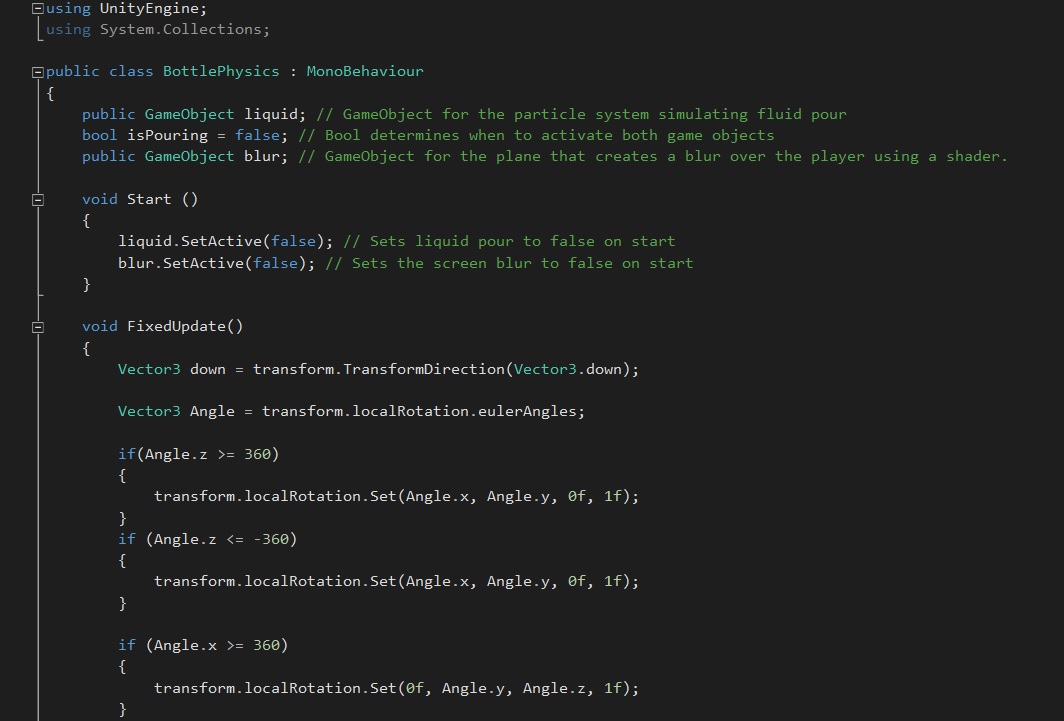 using UnityEngine;
using System.Collections;
public class BottlePhysics : MonoBehaviour
{
public GameObject liquid; // GameObject for the particle system simulating fluid pour
bool isPouring = false; // Bool determines when to activate both game objects
public GameObject blur; // GameObject for the plane that creates a blur over the player using a shader.
void Start ()
{
liquid.SetActive(false); // Sets liquid pour to false on start
blur.SetActive(false); // Sets the screen blur to false on start
}
void FixedUpdate()
{
Vector3 down = transform.TransformDirection(Vector3.down);
Vector3 Angle = transform.localRotation.eulerAngles;
if(Angle.z >= 360)
{
transform.localRotation.Set(Angle.x, Angle.y, 0f, 1f);
}
if (Angle.z <= -360)
{
transform.localRotation.Set(Angle.x, Angle.y, 0f, 1f);
}
if (Angle.x >= 360)
{
transform.localRotation.Set(0f, Angle.y, Angle.z, 1f);
}